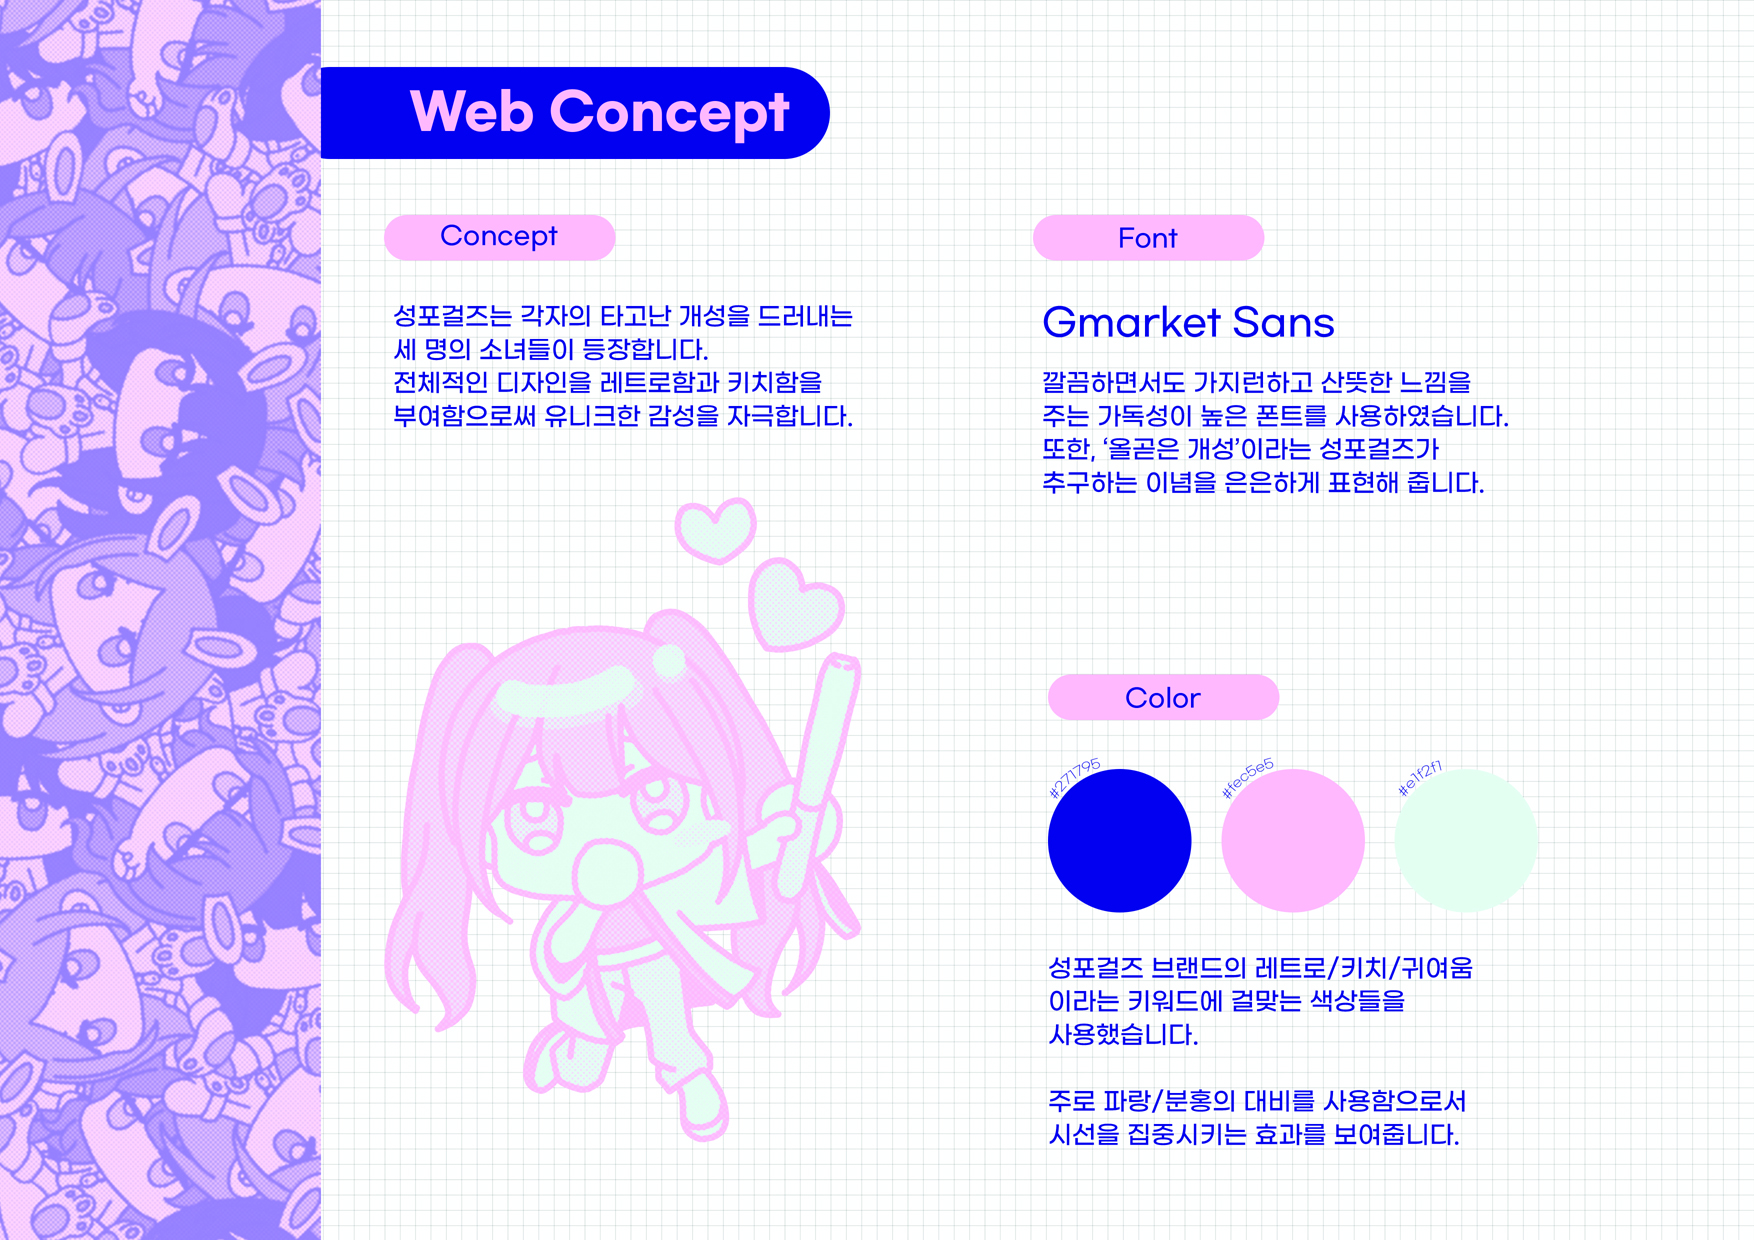 Web Concept
Concept
성포걸즈는 각자의 타고난 개성을 드러내는
세 명의 소녀들이 등장합니다.
전체적인 디자인을 레트로함과 키치함을
부여함으로써 유니크한 감성을 자극합니다.
Font
Gmarket Sans
깔끔하면서도 가지런하고 산뜻한 느낌을
주는 가독성이 높은 폰트를 사용하였습니다.
또한, ‘올곧은 개성’이라는 성포걸즈가
추구하는 이념을 은은하게 표현해 줍니다.
Color
#271795
#fec5e5
#e1f2f1
성포걸즈 브랜드의 레트로/키치/귀여움
이라는 키워드에 걸맞는 색상들을
사용했습니다.
주로 파랑/분홍의 대비를 사용함으로서
시선을 집중시키는 효과를 보여줍니다.